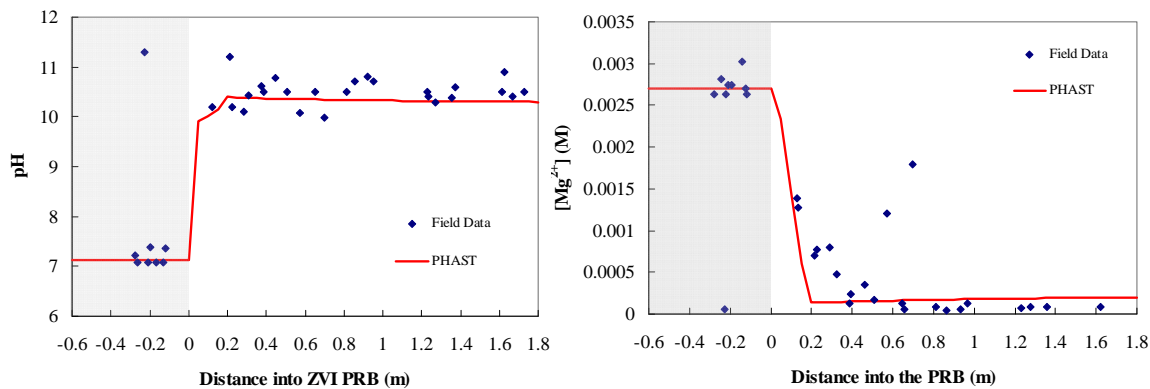 12
11
10
9
8
7
6
pH
-0.6 -0.4 -0.2 0 0.2 0.4 0.6 0.8 1 1.2 1.4 1.6 1.8
Distance into ZVI PRB (m)
Field Data
PHAST
0.0035
0.003
0.0025
0.002
0.0015
0.001
0.0005
0
[Mg2+] (M)
-0.6 -0.4 -0.2 0 0.2 0.4 0.6 0.8 1 1.2 1.4 1.6 1.8
Distance into the PRB (m)
Field Data
PHAST